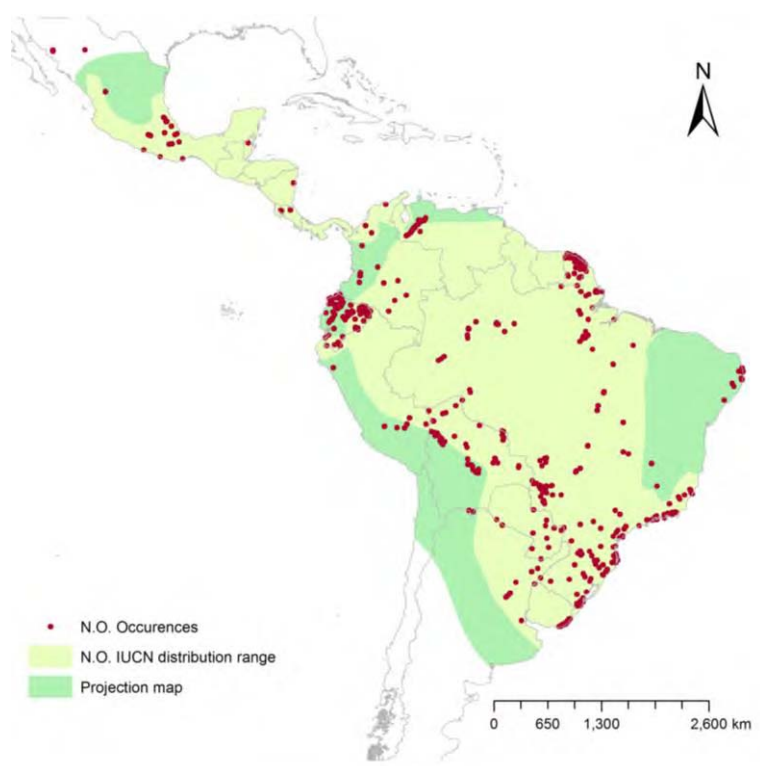 N
N.O. Occurences
N.O. IUCN distribution range
Projection map
0 650 1,300 2,600 km